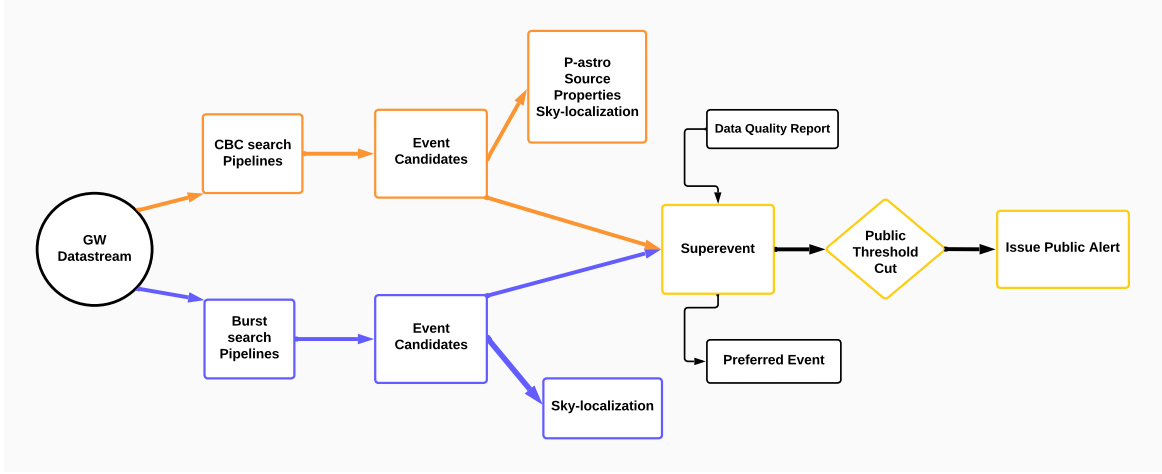 GW
Datastream
CBC search
Pipelines
Event
Candidates
P-astro
Source
Properties
Sky-localization
Burst
search
Pipelines
Event
Candidates
Sky-localization
Data Quality Report
Superevent
Preferred Event
Public
Threshold
Cut
Issue Public Alert